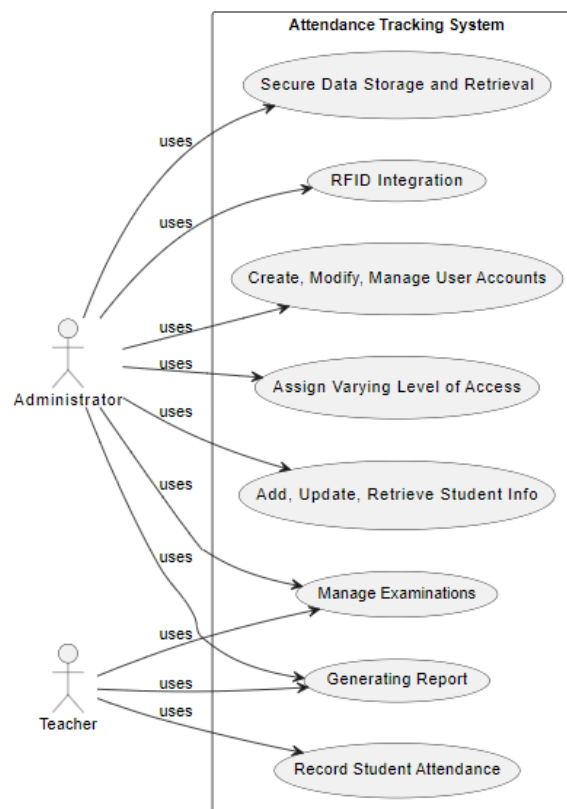 Attendance Tracking System
Secure Data Storage and Retrieval
uses
RFID Integration
uses
Create, Modify, Manage User Accounts
uses
uses
Assign Varying Level of Access
Administrator
uses
Add, Update, Retrieve Student Info
uses
uses
Manage Examinations
uses
uses
Generating Report
uses
Teacher
Record Student Attendance